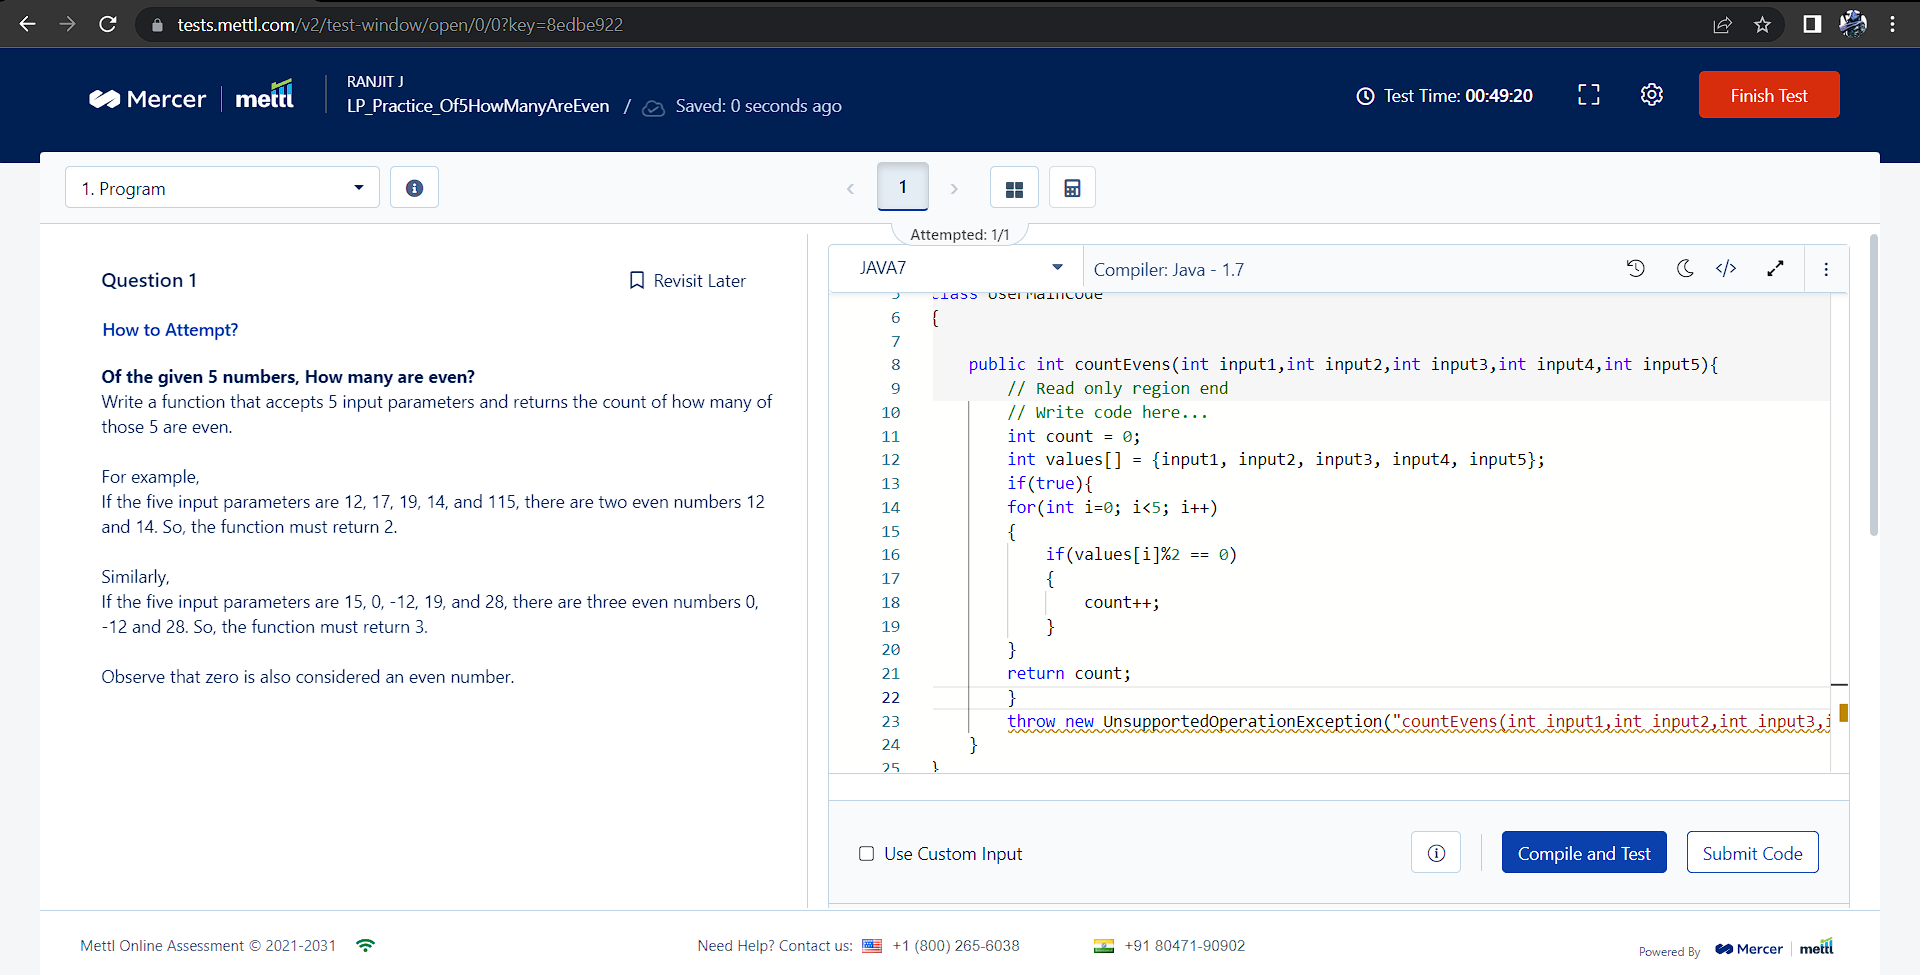 tests.mettl.com/v2/test-window/open/0/0?key=8edbe922
Mercer | mettl
RANJIT J
LP_Practice_Of5HowManyAreEven / Saved: 0 seconds ago
Test Time: 00:49:20
Finish Test
1. Program
1
Attempted: 1/1
Question 1
Revisit Later
How to Attempt?
Of the given 5 numbers, How many are even?
Write a function that accepts 5 input parameters and returns the count of how many of
those 5 are even.
For example,
If the five input parameters are 12, 17, 19, 14, and 115, there are two even numbers 12
and 14. So, the function must return 2.
Similarly,
If the five input parameters are 15, 0, -12, 19, and 28, there are three even numbers 0,
-12 and 28. So, the function must return 3.
Observe that zero is also considered an even number.
JAVA7
Compiler: Java - 1.7
5 class UserMainCode
6 {
7
8 public int countEvens(int input1,int input2,int input3,int input4,int input5){
9 // Read only region end
10 // Write code here...
11 int count = 0;
12 int values[] = {input1, input2, input3, input4, input5};
13 if(true){
14 for(int i=0; i<5; i++)
15 {
16 if(values[i]%2 == 0)
17 {
18 count++;
19 }
20 }
21 return count;
22 }
23 throw new UnsupportedOperationException("countEvens(int input1,int input2,int input3,i
24 }
25 }
Use Custom Input
Compile and Test
Submit Code
Mettl Online Assessment © 2021-2031
Need Help? Contact us: +1 (800) 265-6038
+91 80471-90902
Powered By Mercer | mettl